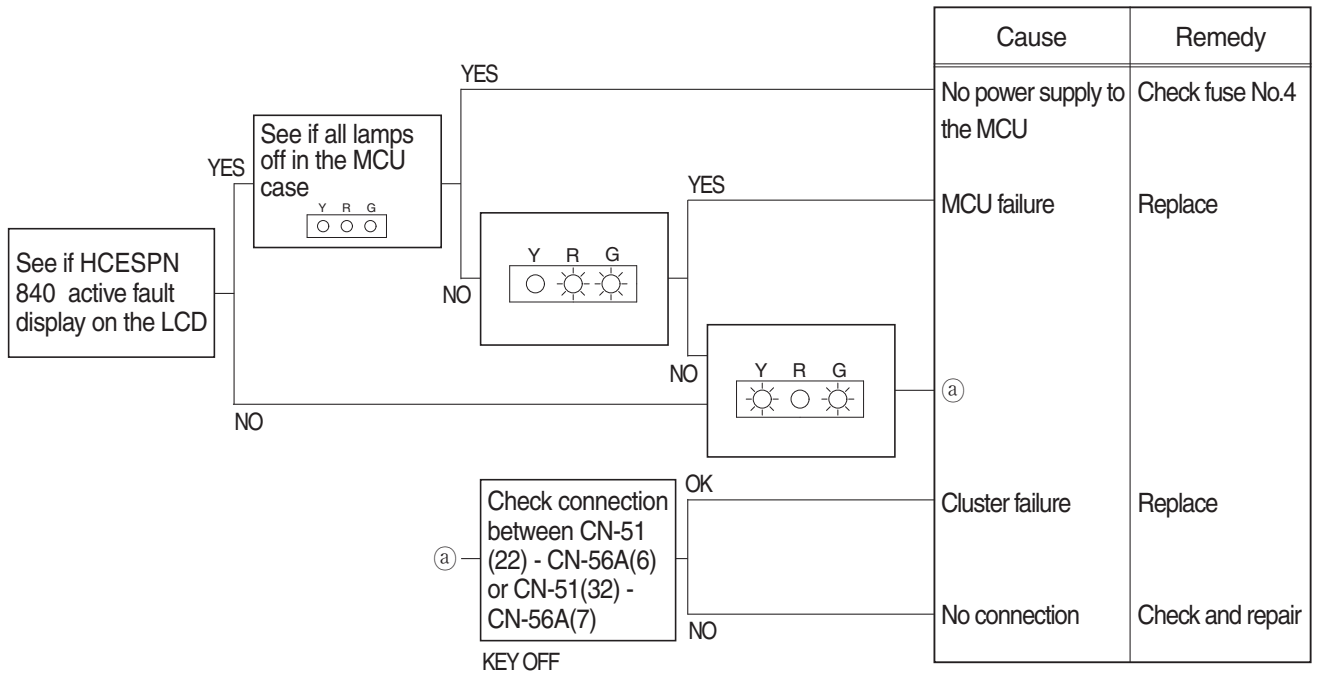 Cause Remedy
YES
No power supply to Check fuse No.4
the MCU
See if all lamps
off in the MCU
case
Y R G
YES
YES
MCU failure Replace
See if HCESPN
840 active fault
display on the LCD
Y R G
NO
NO
Y R G
ⓐ
NO
OK
Check connection
between CN-51
(22) - CN-56A(6)
or CN-51(32) -
CN-56A(7)
ⓐ
Cluster failure Replace
No connection Check and repair
NO
KEY OFF